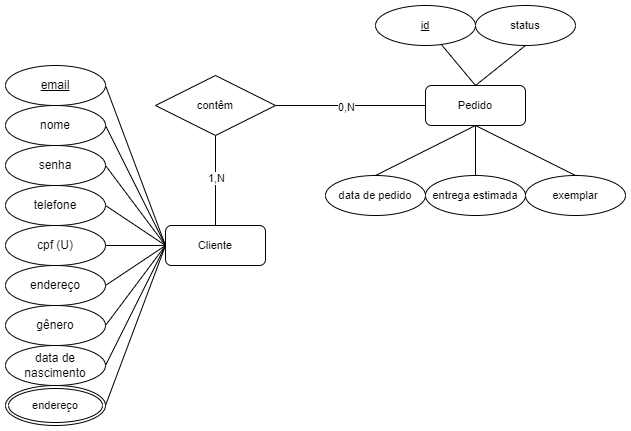 id
status
email
contêm
0,N
Pedido
nome
senha
1,N
data de pedido
entrega estimada
exemplar
telefone
cpf (U)
Cliente
endereço
gênero
data de
nascimento
endereço